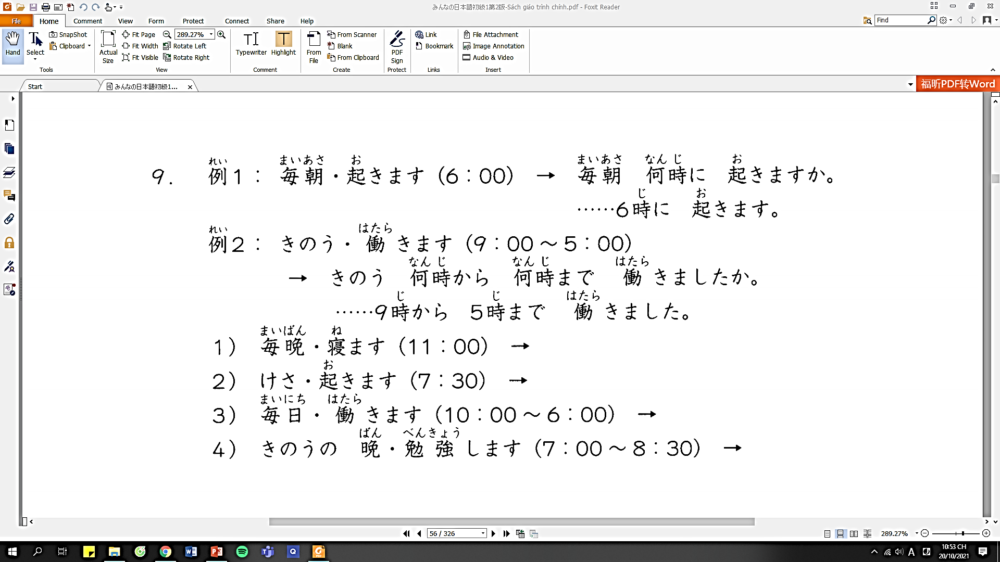 みんなの日本語初級1第2版-Sách giáo trình chính.pdf - Foxit Reader
File Home Comment View Form Protect Connect Share Help
Find
Hand
Select
SnapShot
Clipboard
Tools
Actual Size
Fit Page
Fit Width
Fit Visible
289.27%
Rotate Left
Rotate Right
View
Typewriter
Highlight
Comment
From File
From Scanner
Blank
From Clipboard
Create
PDF Sign
Protect
Link
Bookmark
Links
File Attachment
Image Annotation
Audio & Video
Insert
Start
みんなの日本語初級1...
福昕PDF转Word
れい まいあさ お まいあさ なん じ お
9. 例1：毎朝・起きます（6：00） → 毎朝 何時に 起きますか。
じ お
……6時に 起きます。
れい はたら
例2：きのう・働きます（9：00～5：00）
なん じ なん じ はたら
→ きのう 何時から 何時まで 働きましたか。
じ じ はたら
……9時から 5時まで 働きました。
まいばん ね
1） 毎晩・寝ます（11：00） →
お
2） けさ・起きます（7：30） →
まいにち はたら
3） 毎日・働きます（10：00～6：00） →
ばん べんきょう
4） きのうの 晩・勉強します（7：00～8：30） →
56 / 326
289.27%
10:53 CH
20/10/2021